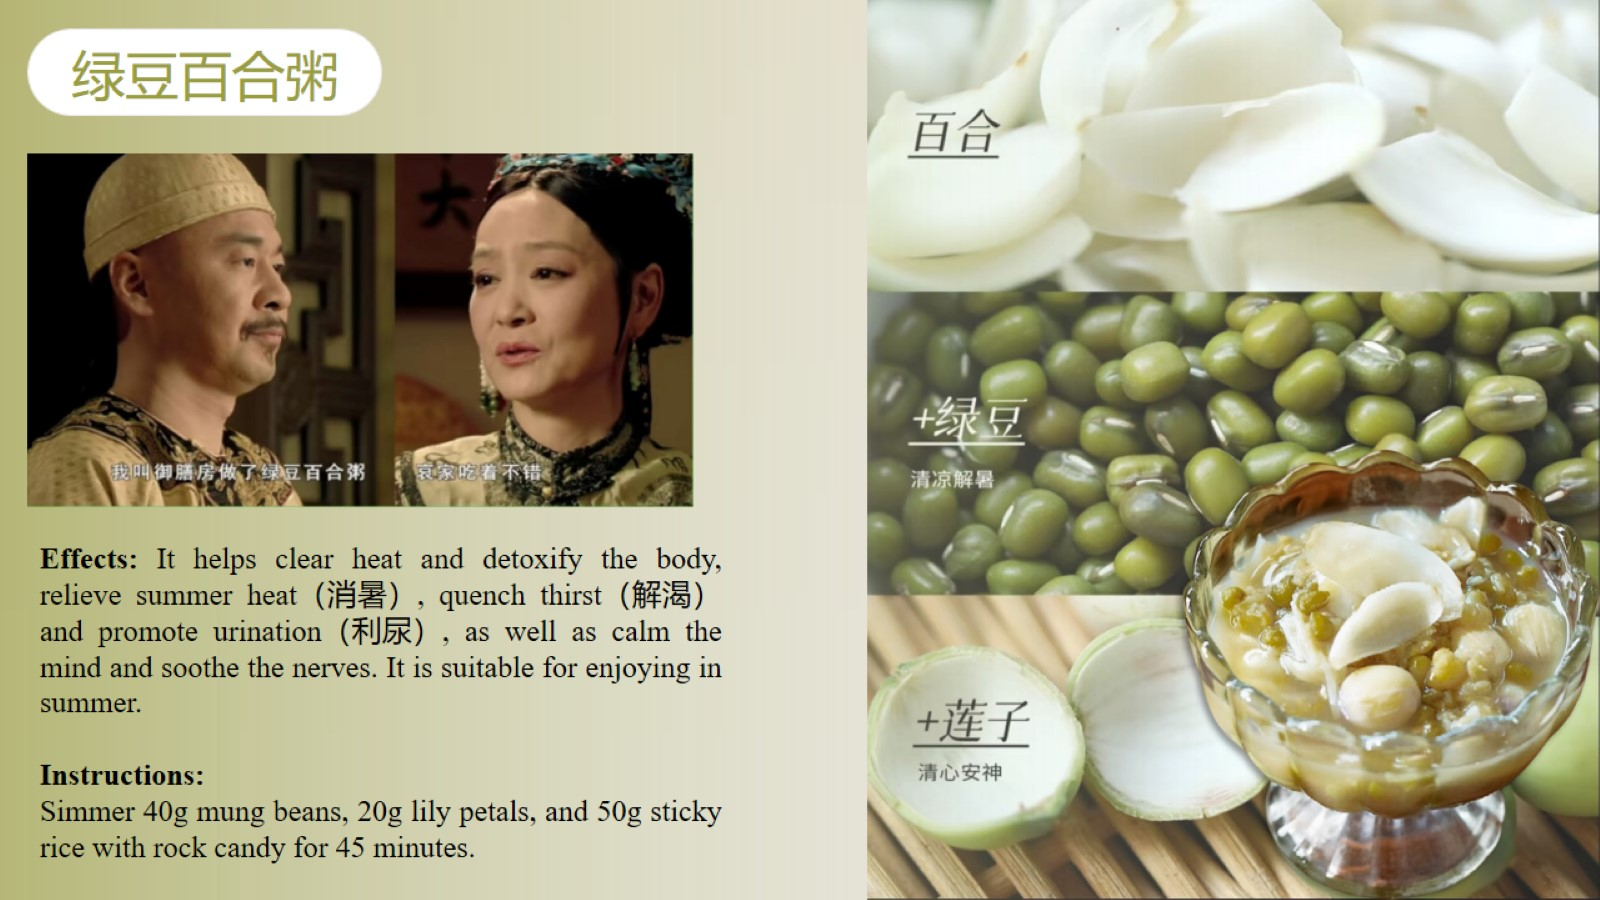 绿豆百合粥
大
我叫御膳房做了绿豆百合粥
哀家吃着不错
Effects: It helps clear heat and detoxify the body,
relieve summer heat（消暑）, quench thirst（解渴）
and promote urination（利尿）, as well as calm the
mind and soothe the nerves. It is suitable for enjoying in
summer.
Instructions:
Simmer 40g mung beans, 20g lily petals, and 50g sticky
rice with rock candy for 45 minutes.
百合
+绿豆
清凉解暑
+莲子
清心安神